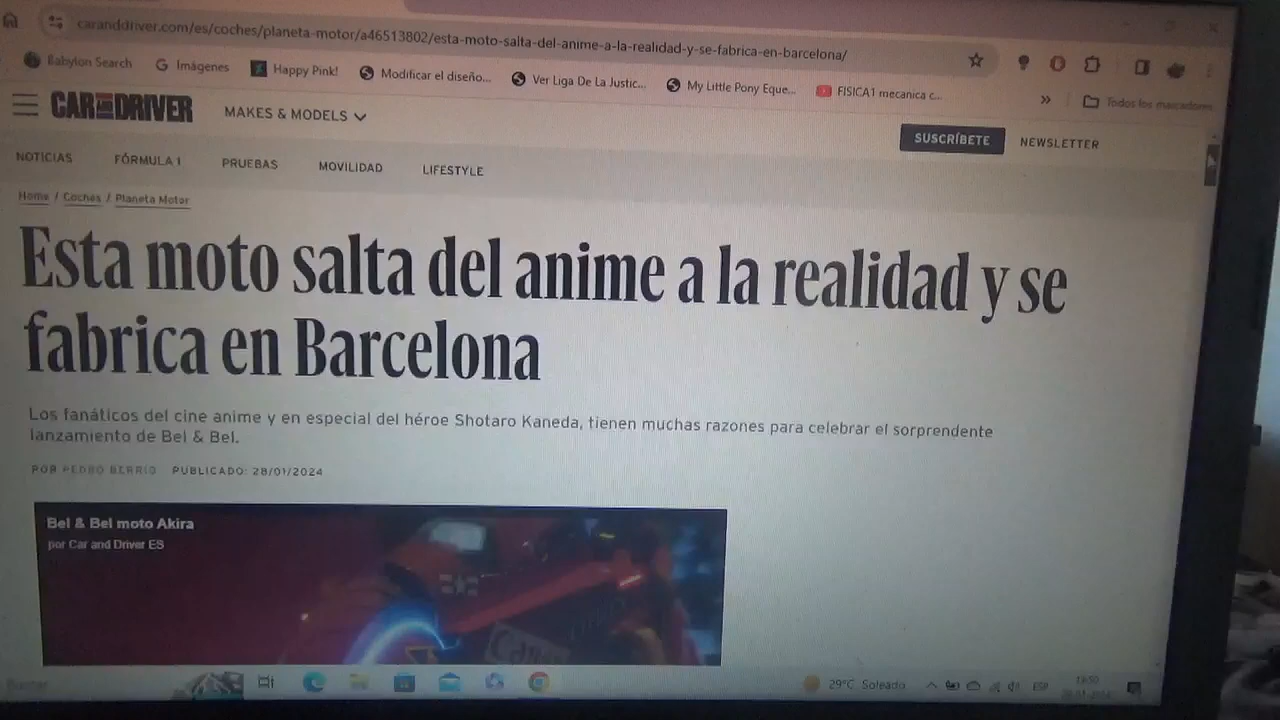 caranddriver.com/es/coches/planeta-motor/a46513802/esta-moto-salta-del-anime-a-la-realidad-y-se-fabrica-en-barcelona/
Babylon Search
Imágenes
Happy Pink!
Modificar el diseño...
Ver Liga De La Justic...
My Little Pony Eque...
FISICA1 mecanica c...
»
Todos los marcadores
CAR AND DRIVER
MAKES & MODELS
SUSCRÍBETE
NEWSLETTER
NOTICIAS
FÓRMULA 1
PRUEBAS
MOVILIDAD
LIFESTYLE
Home / Coches / Planeta Motor
Esta moto salta del anime a la realidad y se
fabrica en Barcelona
Los fanáticos del cine anime y en especial del héroe Shotaro Kaneda, tienen muchas razones para celebrar el sorprendente
lanzamiento de Bel & Bel.
POR PEDRO BERRIO PUBLICADO: 28/01/2024
Bel & Bel moto Akira
por Car and Driver ES
Buscar
29°C Soleado
ESP